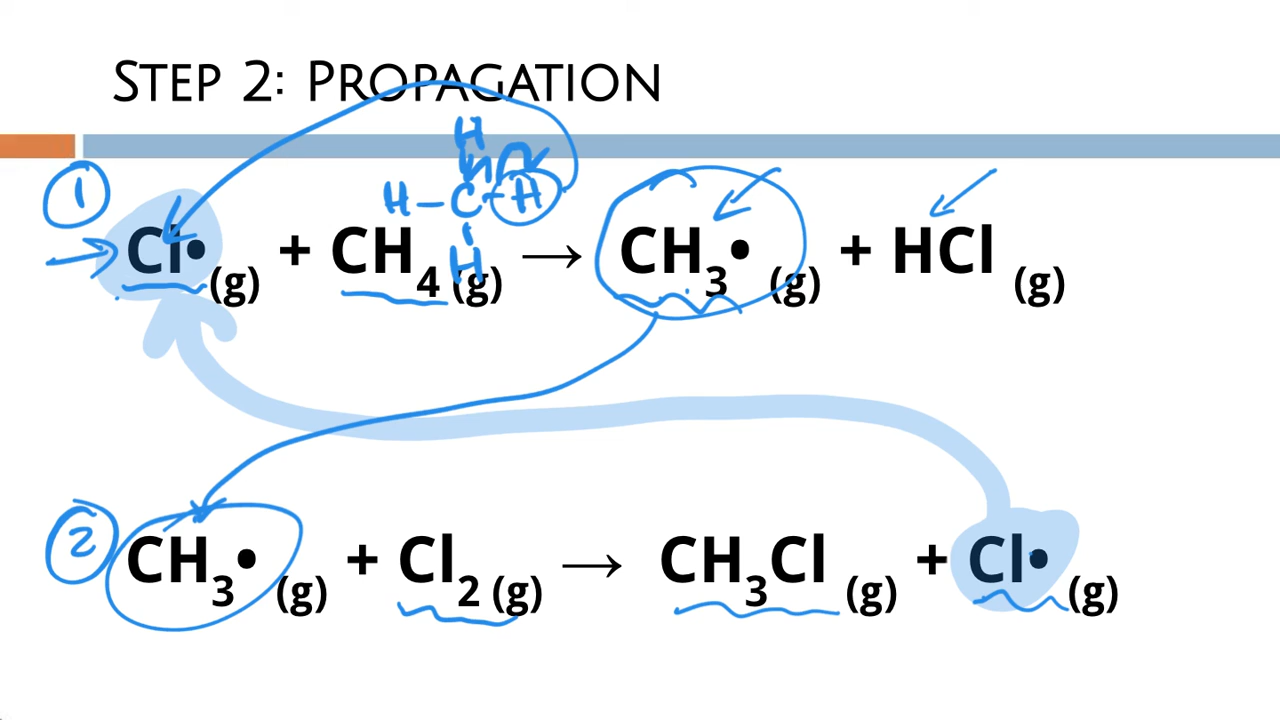 STEP 2: PROPAGATION
H
1
H – C – H
Cl•(g) + CH4 (g) → CH3• (g) + HCl (g)
H
2
CH3• (g) + Cl2 (g) → CH3Cl (g) + Cl• (g)